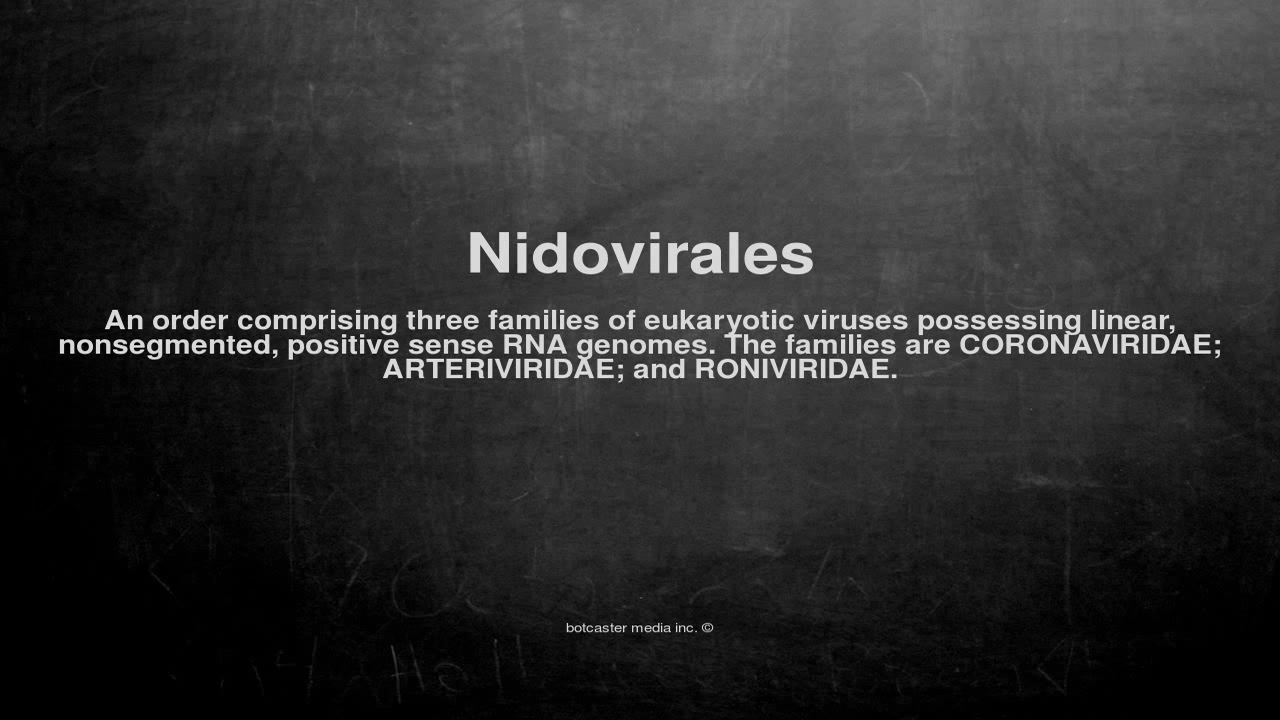 Nidovirales
An order comprising three families of eukaryotic viruses possessing linear,
nonsegmented, positive sense RNA genomes. The families are CORONAVIRIDAE;
ARTERIVIRIDAE; and RONIVIRIDAE.
botcaster media inc. ©